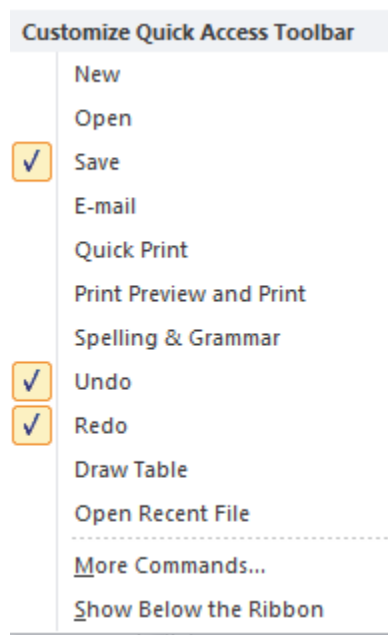 Customize Quick Access Toolbar
New
Open
Save
E-mail
Quick Print
Print Preview and Print
Spelling & Grammar
Undo
Redo
Draw Table
Open Recent File
More Commands...
Show Below the Ribbon